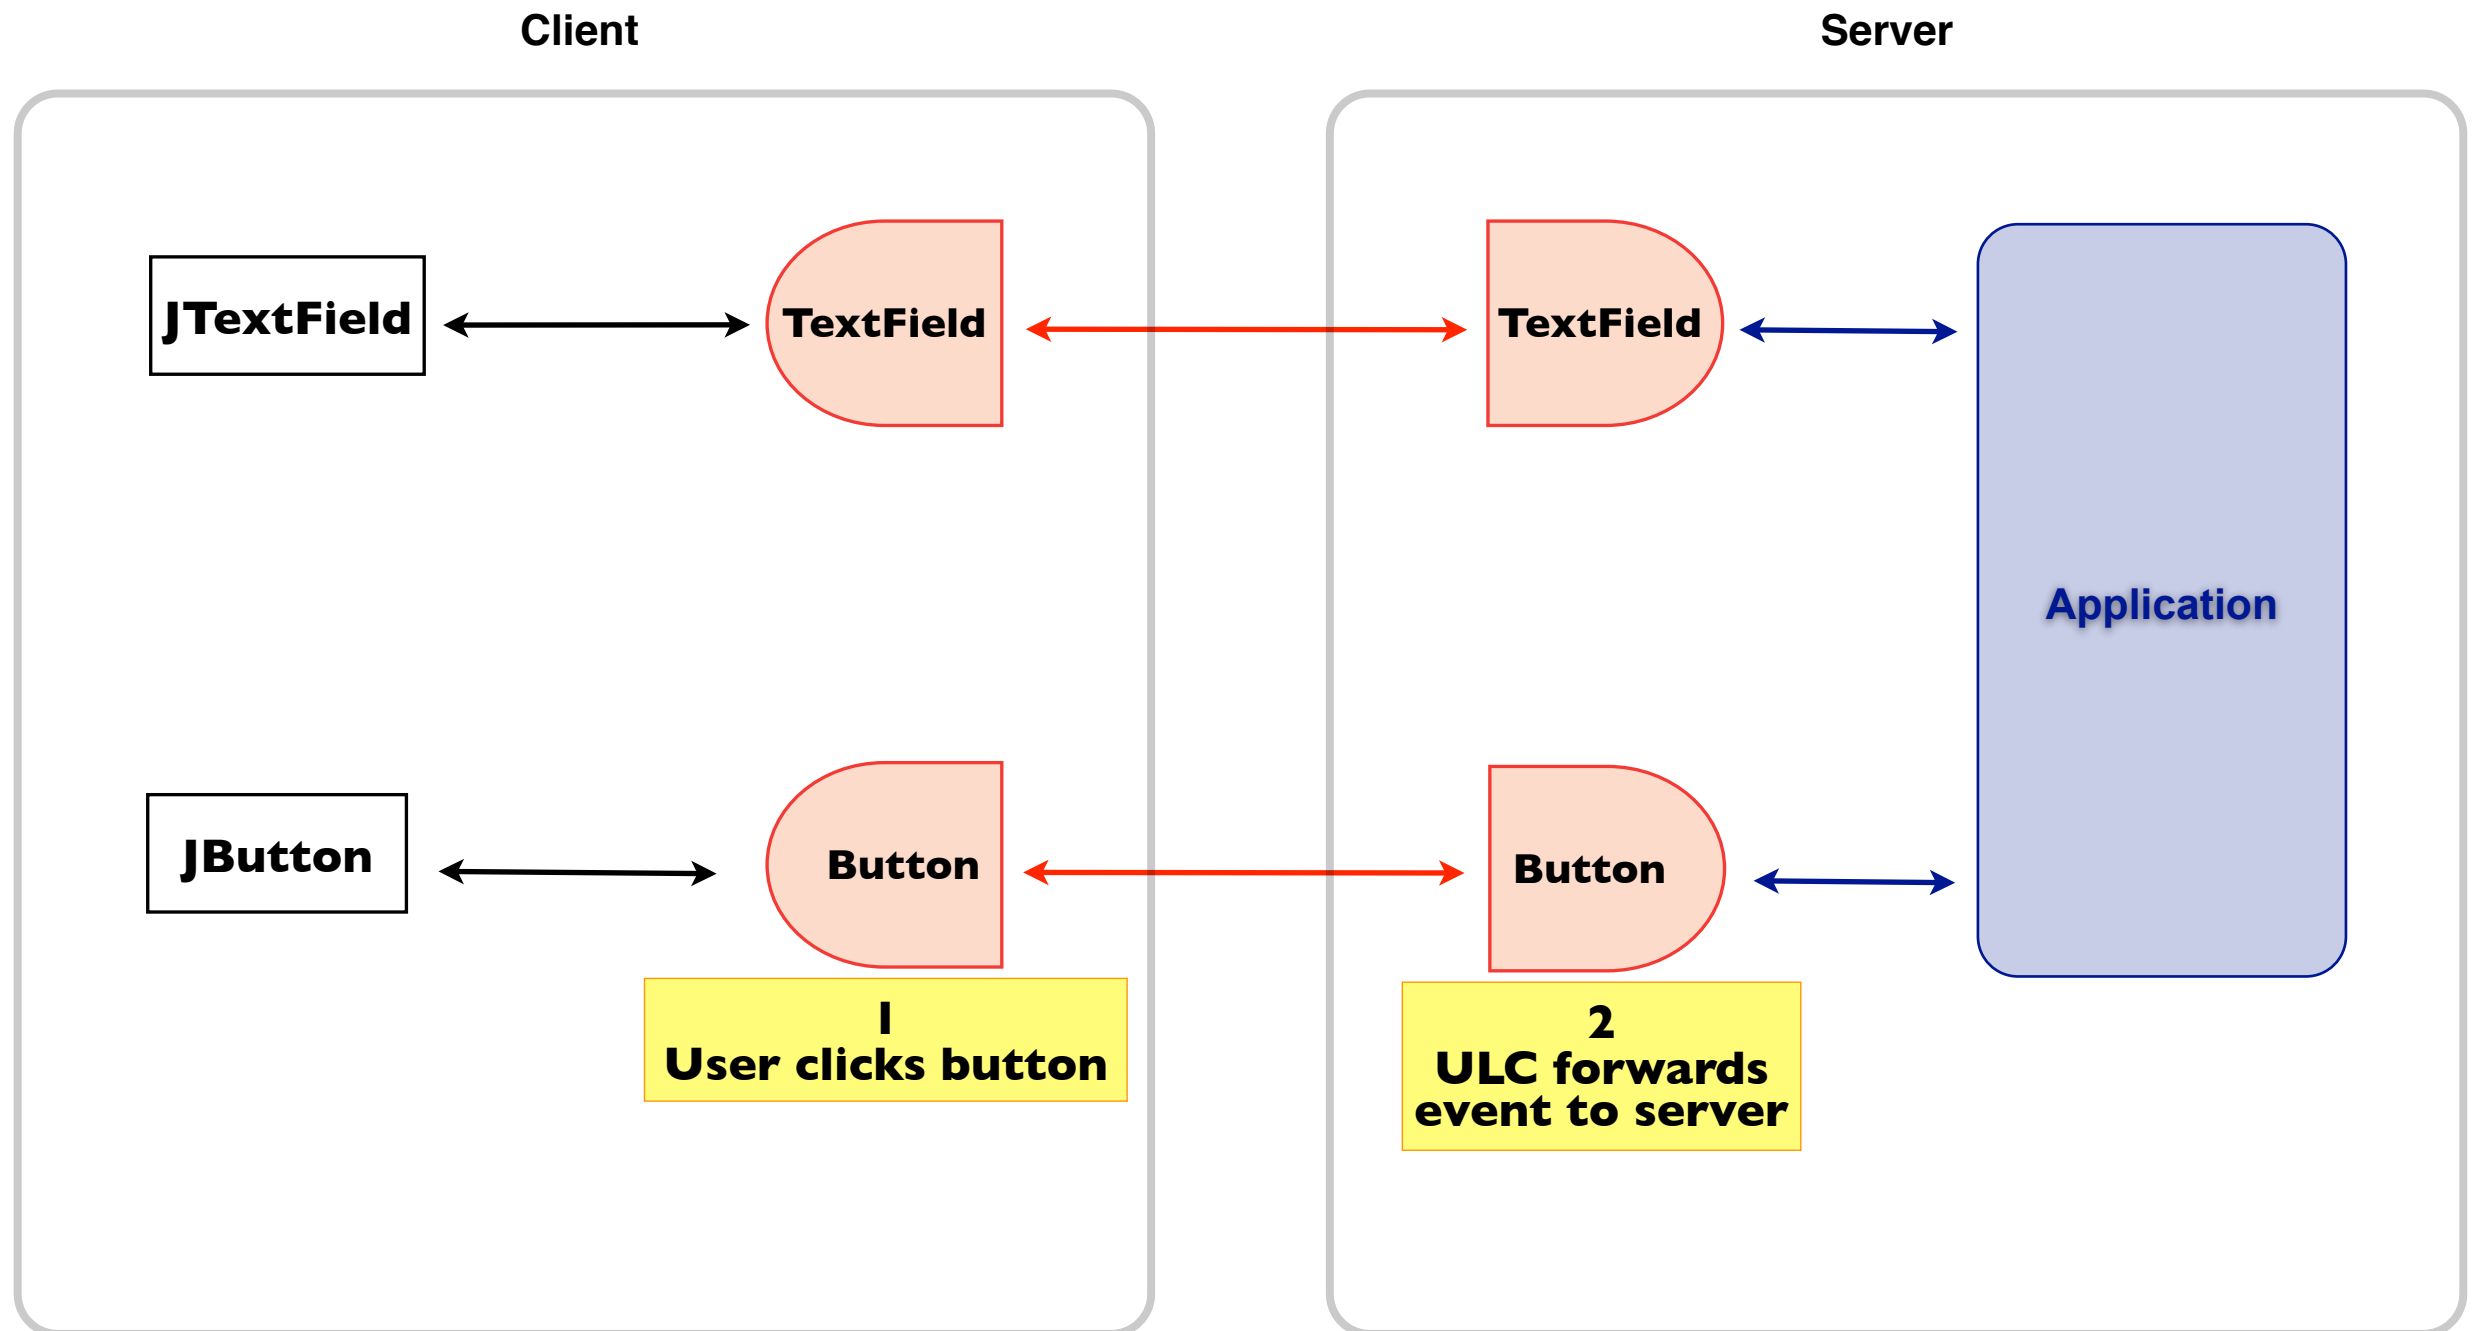 Client
Server
JTextField
TextField
TextField
Application
JButton
Button
Button
1
User clicks button
2
ULC forwards
event to server